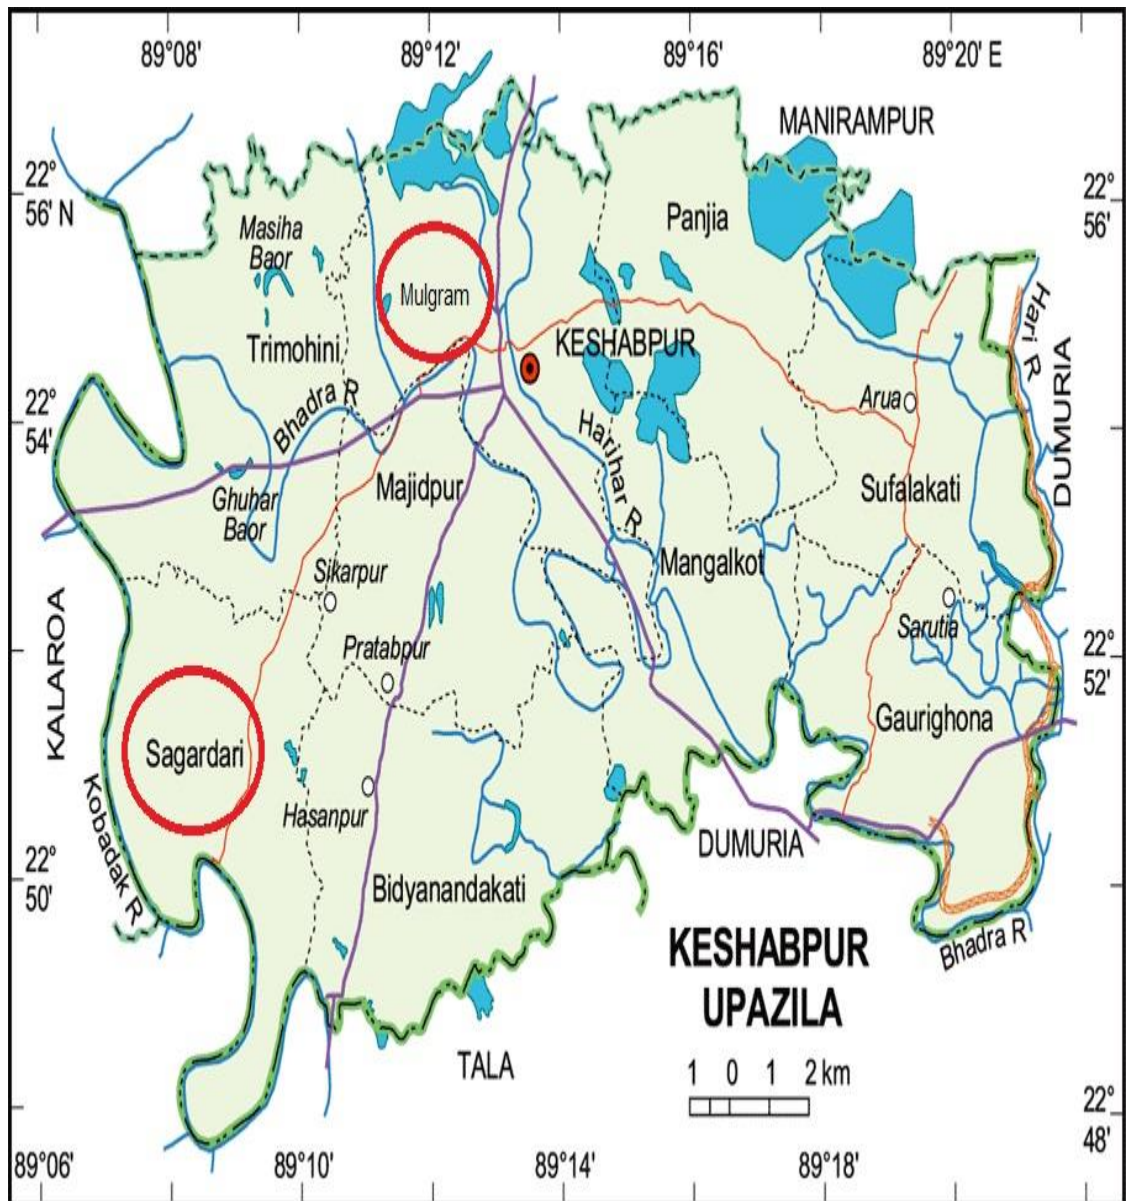 89°08'
89°12'
89°16'
89°20' E
MANIRAMPUR
22°
56' N
22°
56'
Masiha
Baor
Panjia
Mulgram
Hari R
Trimohini
KESHABPUR
DUMURIA
Bhadra R
Arua
22°
54'
Harihar R
Majidpur
Sufalakati
Ghuhar
Baor
Mangalkot
Sikarpur
KALAROA
Sarutia
Pratabpur
22°
52'
Gaurighona
Sagardari
Kobadak R
Hasanpur
DUMURIA
22°
50'
Bidyanandakati
Bhadra R
KESHABPUR
UPAZILA
TALA
1 0 1 2 km
22°
48'
89°06'
89°10'
89°14'
89°18'